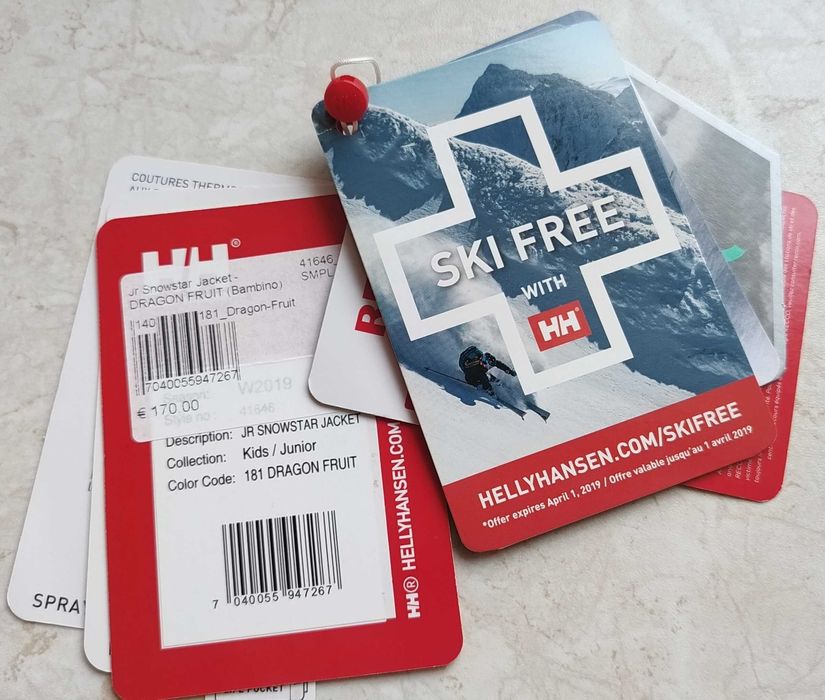 COUTURES THERMO
HH®
Jr Snowstar Jacket - 41646_
DRAGON FRUIT (Bambino) SMPL
140 181_Dragon-Fruit
7040055947267
€ 170.00
W2019
Style no : 41646
Description: JR SNOWSTAR JACKET
Collection: Kids / Junior
Color Code: 181 DRAGON FRUIT
7 040055 947267
HH® HELLYHANSEN.COM
SPRAY
SKI FREE
WITH
HH®
HELLYHANSEN.COM/SKIFREE
*Offer expires April 1, 2019 / Offre valable jusqu'au 1 avril 2019
POCKET